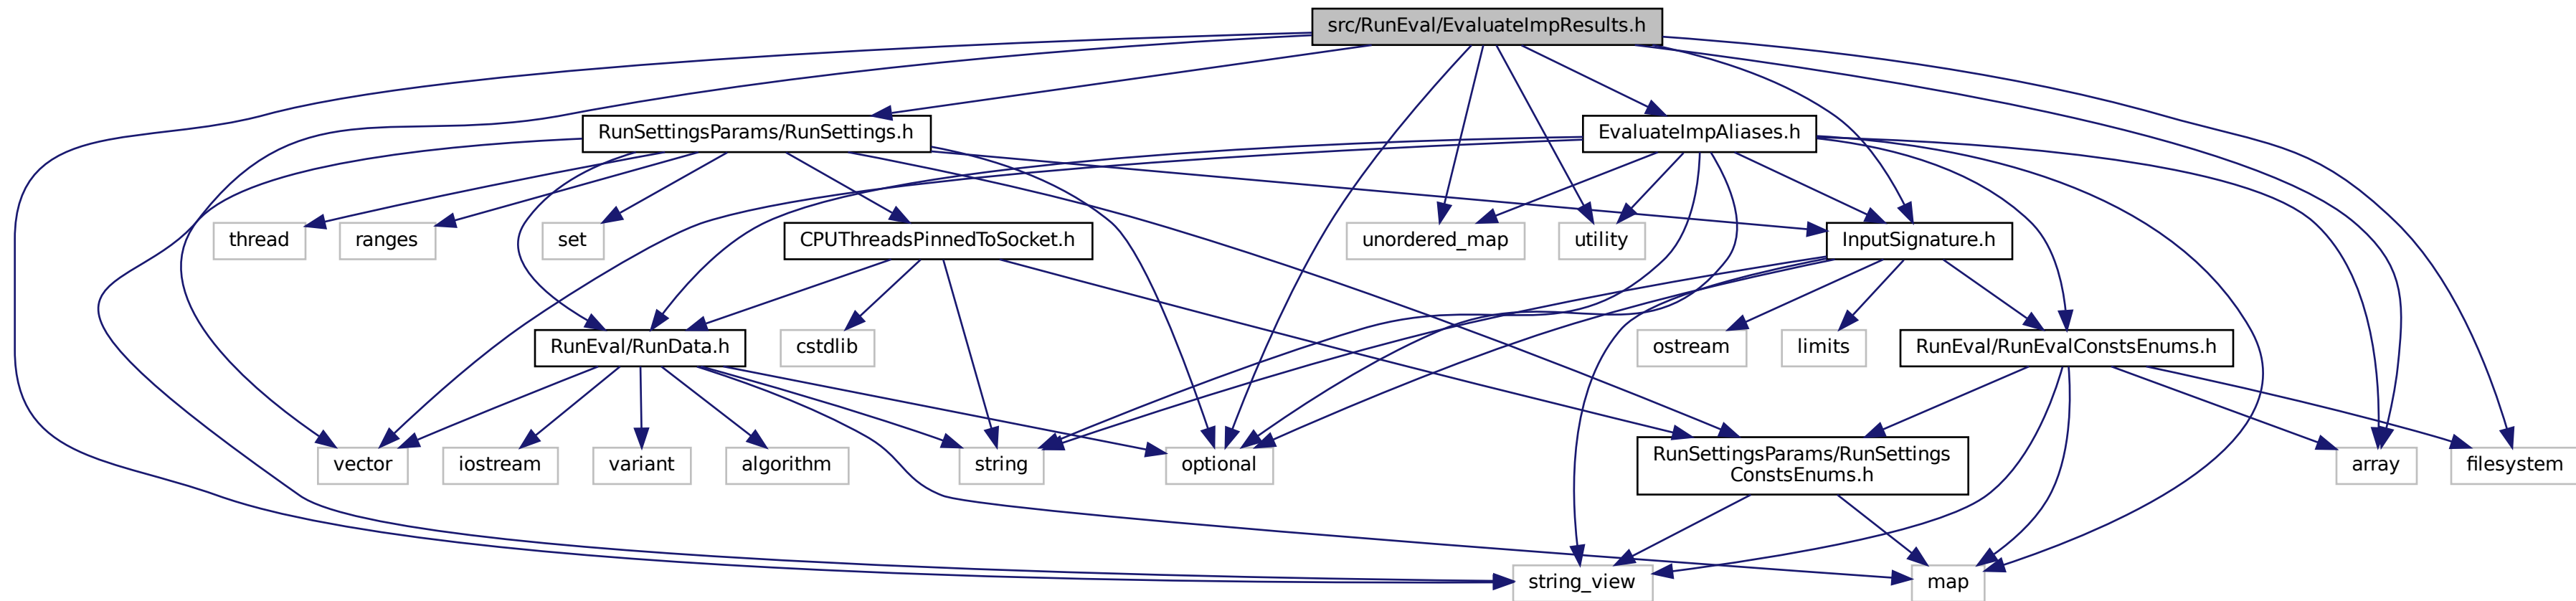 src/RunEval/EvaluateImpResults.h
RunSettingsParams/RunSettings.h
EvaluateImpAliases.h
thread
ranges
set
CPUThreadsPinnedToSocket.h
unordered_map
utility
InputSignature.h
RunEval/RunData.h
cstdlib
ostream
limits
RunEval/RunEvalConstsEnums.h
vector
iostream
variant
algorithm
string
optional
RunSettingsParams/RunSettings
ConstsEnums.h
array
filesystem
string_view
map